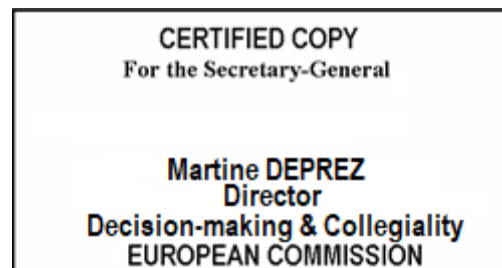 CERTIFIED COPY
For the Secretary-General
Martine DEPREZ
Director
Decision-making & Collegiality
EUROPEAN COMMISSION